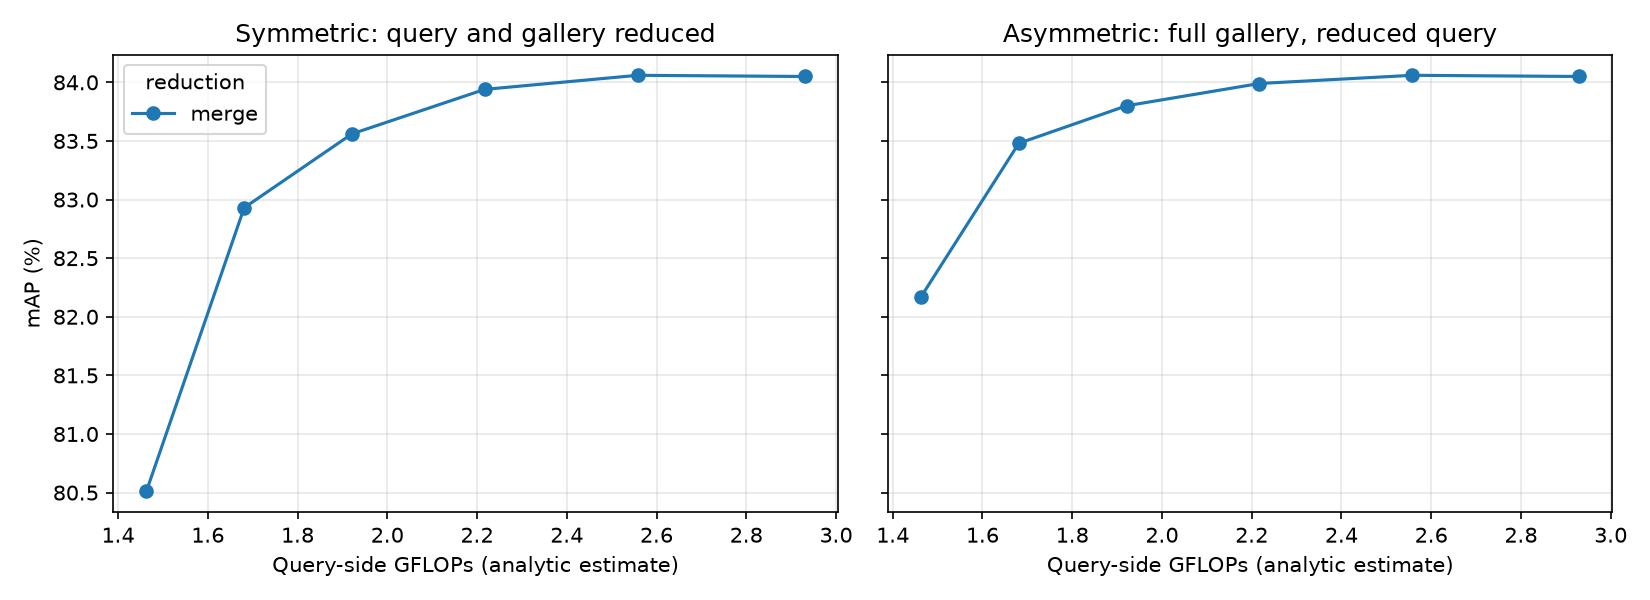 Symmetric: query and gallery reduced
reduction
merge
mAP (%)
84.0
83.5
83.0
82.5
82.0
81.5
81.0
80.5
1.4 1.6 1.8 2.0 2.2 2.4 2.6 2.8 3.0
Query-side GFLOPs (analytic estimate)
Asymmetric: full gallery, reduced query
1.4 1.6 1.8 2.0 2.2 2.4 2.6 2.8 3.0
Query-side GFLOPs (analytic estimate)